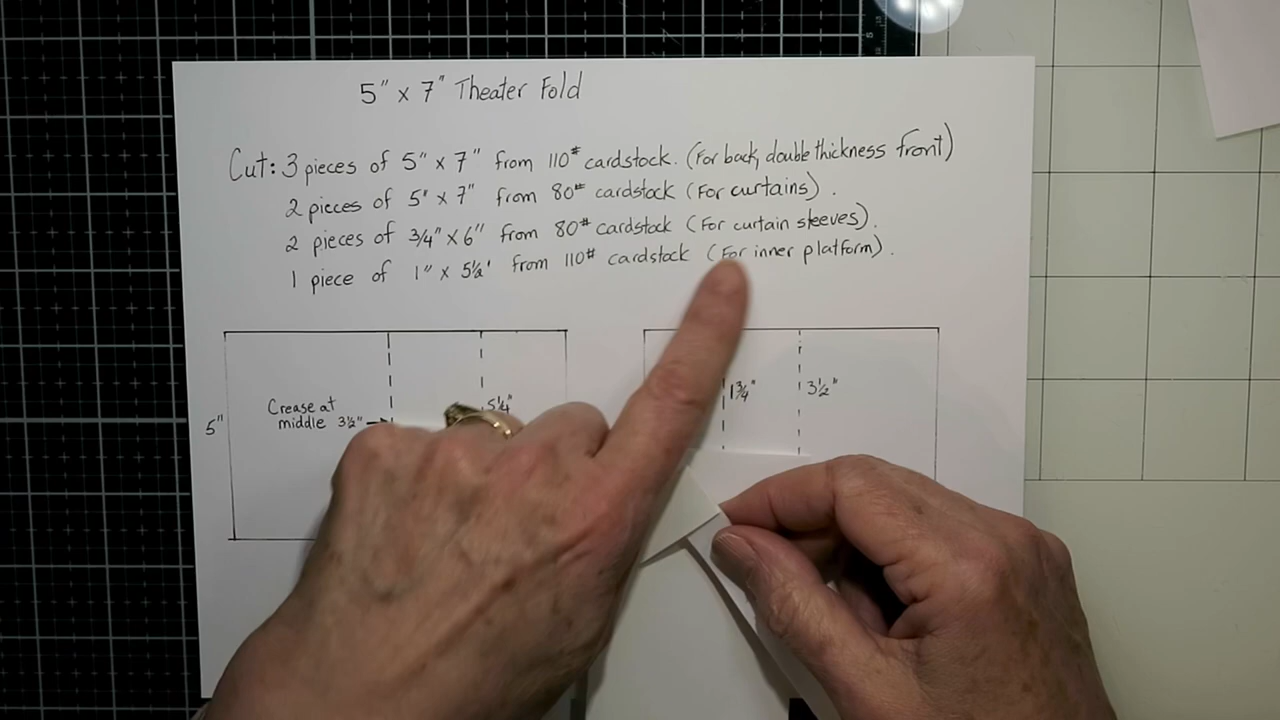 5" x 7" Theater Fold
Cut: 3 pieces of 5" x 7" from 110# cardstock. (For back, double thickness front)
2 pieces of 5" x 7" from 80# cardstock (For curtains).
2 pieces of 3/4" x 6" from 80# cardstock (For curtain sleeves).
1 piece of 1" x 5½' from 110# cardstock (For inner platform).
5"
Crease at
middle 3½"
5¼"
1¾"
3½"